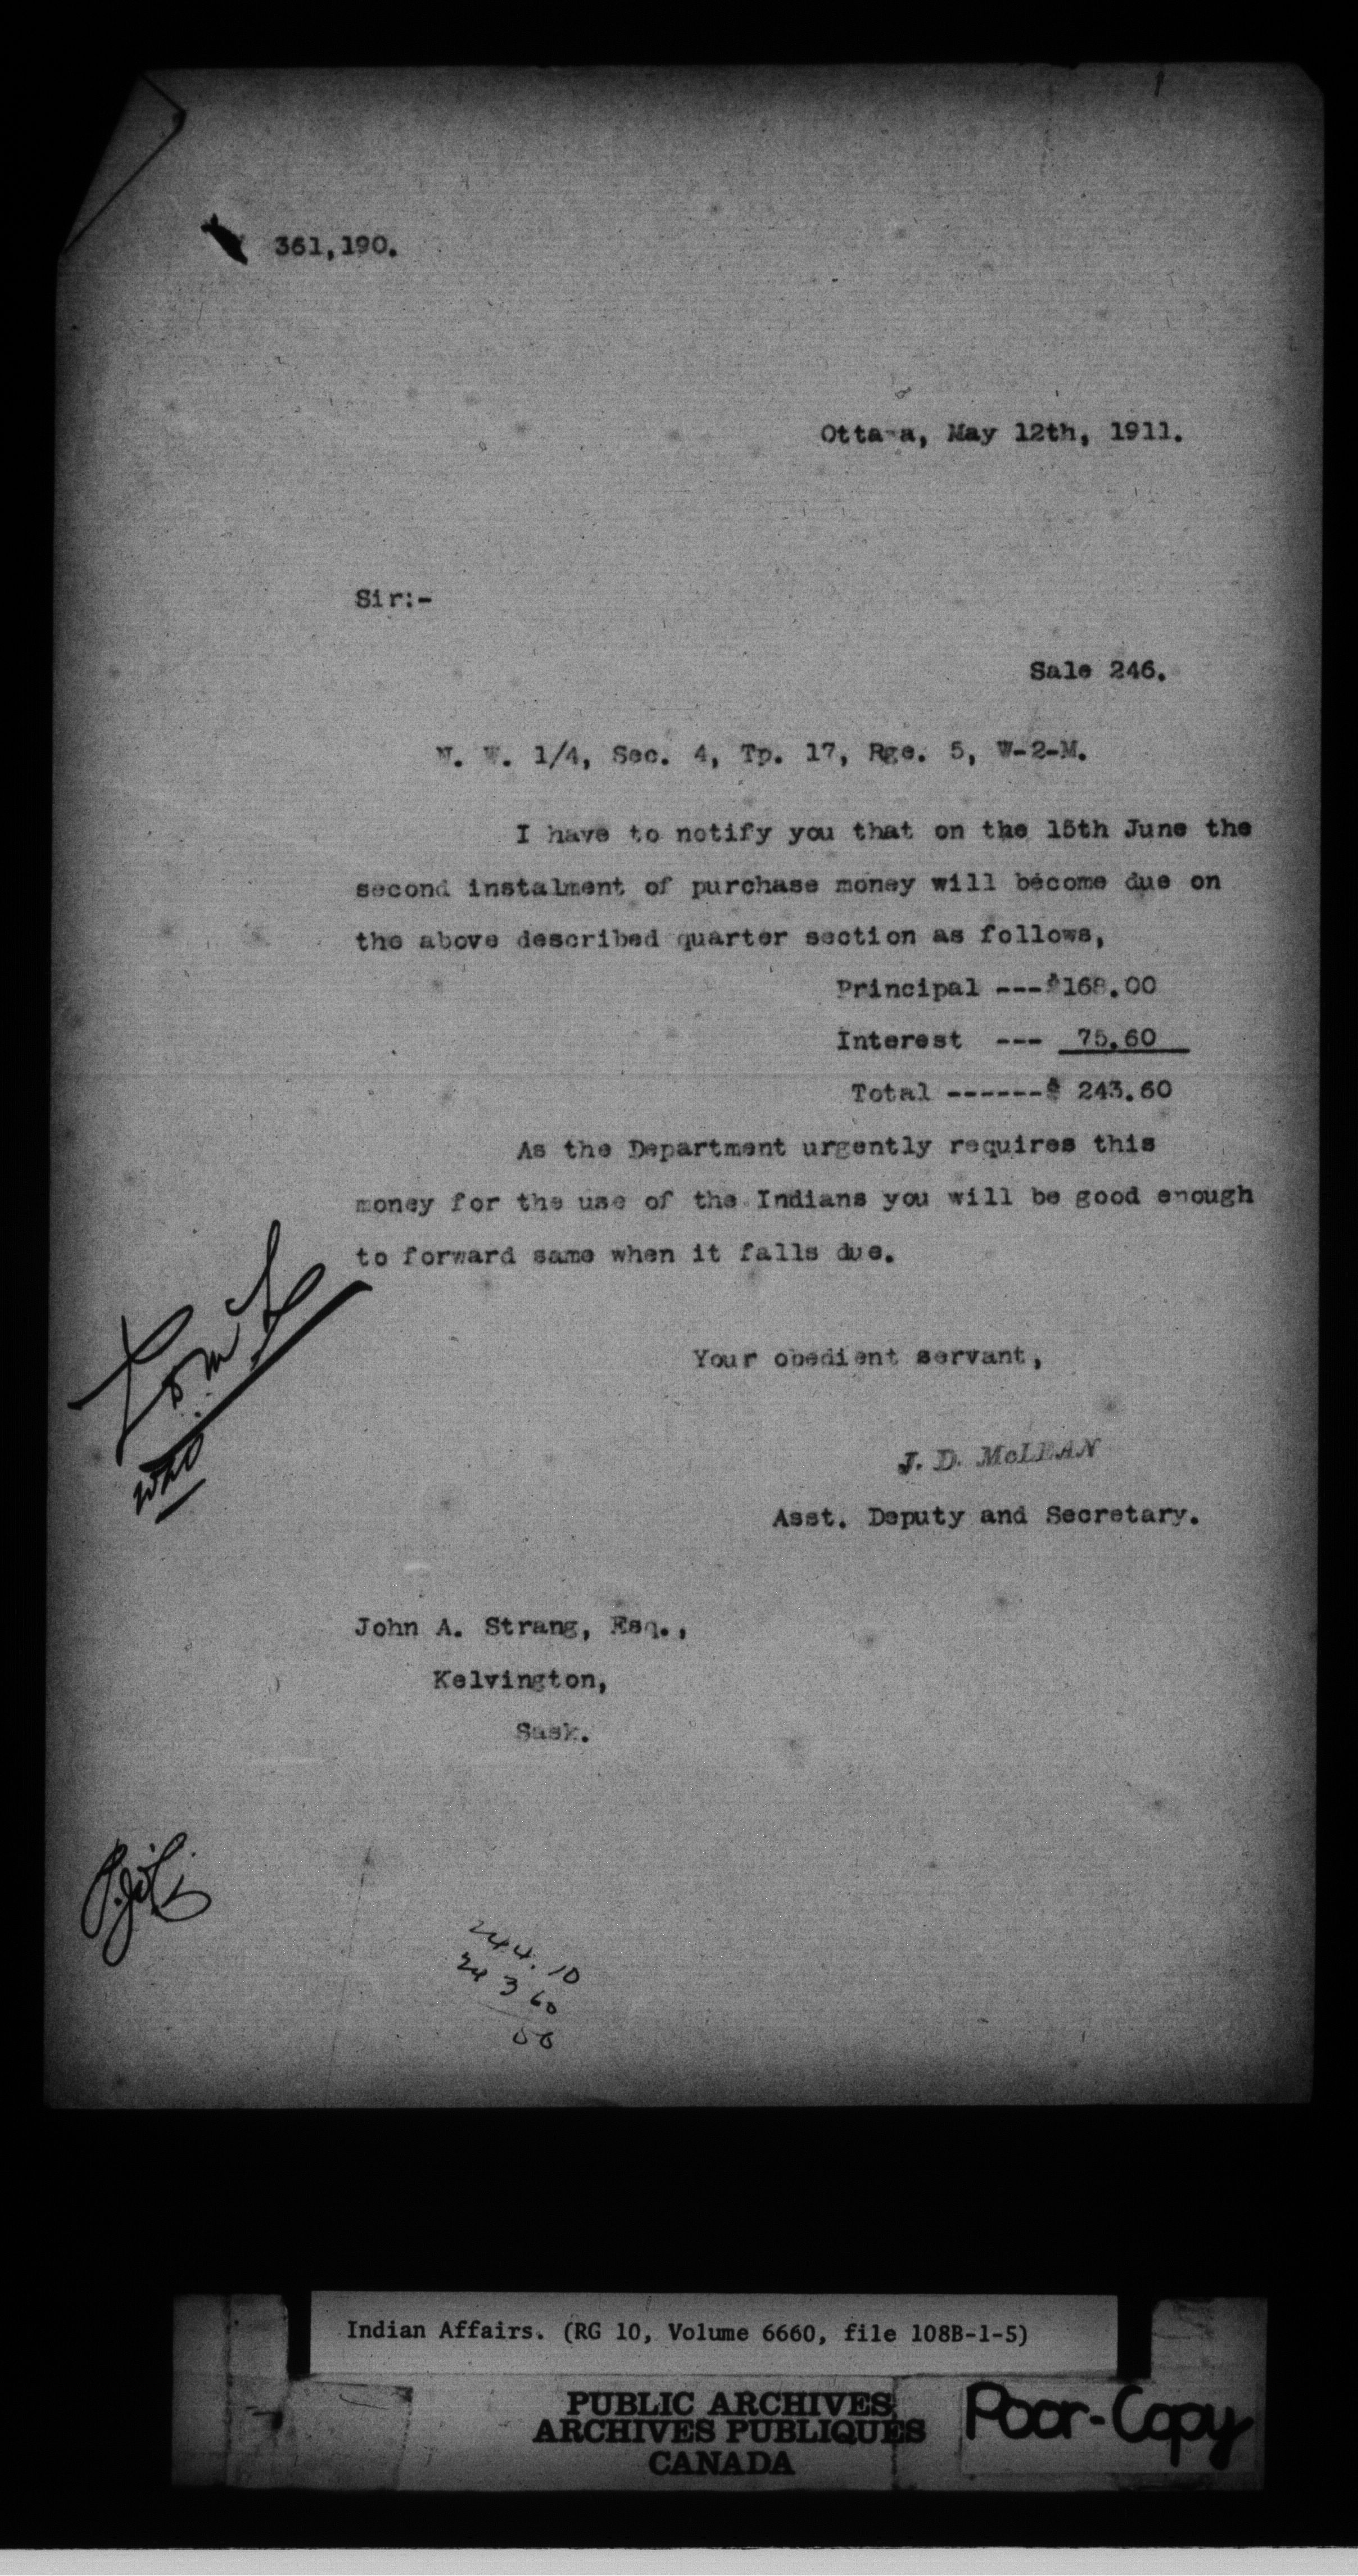 361,190.
Ottawa, May 12th, 1911.
Sir:-
Sale 246.
N. W. 1/4, Sec. 4, Tp. 17, Rge. 5, W-2-M.
I have to notify you that on the 15th June the
second instalment of purchase money will become due on
the above described quarter section as follows,
Principal ---$168.00
Interest --- 75.60
Total ------$ 243.60
As the Department urgently requires this
money for the use of the Indians you will be good enough
to forward same when it falls due.
Your obedient servant,
J. D. McLEAN
Asst. Deputy and Secretary.
John A. Strang, Esq.,
Kelvington,
Sask.
244.10
243 60
50
Indian Affairs. (RG 10, Volume 6660, file 108B-1-5)
PUBLIC ARCHIVES
ARCHIVES PUBLIQUES
CANADA
Poor-Copy